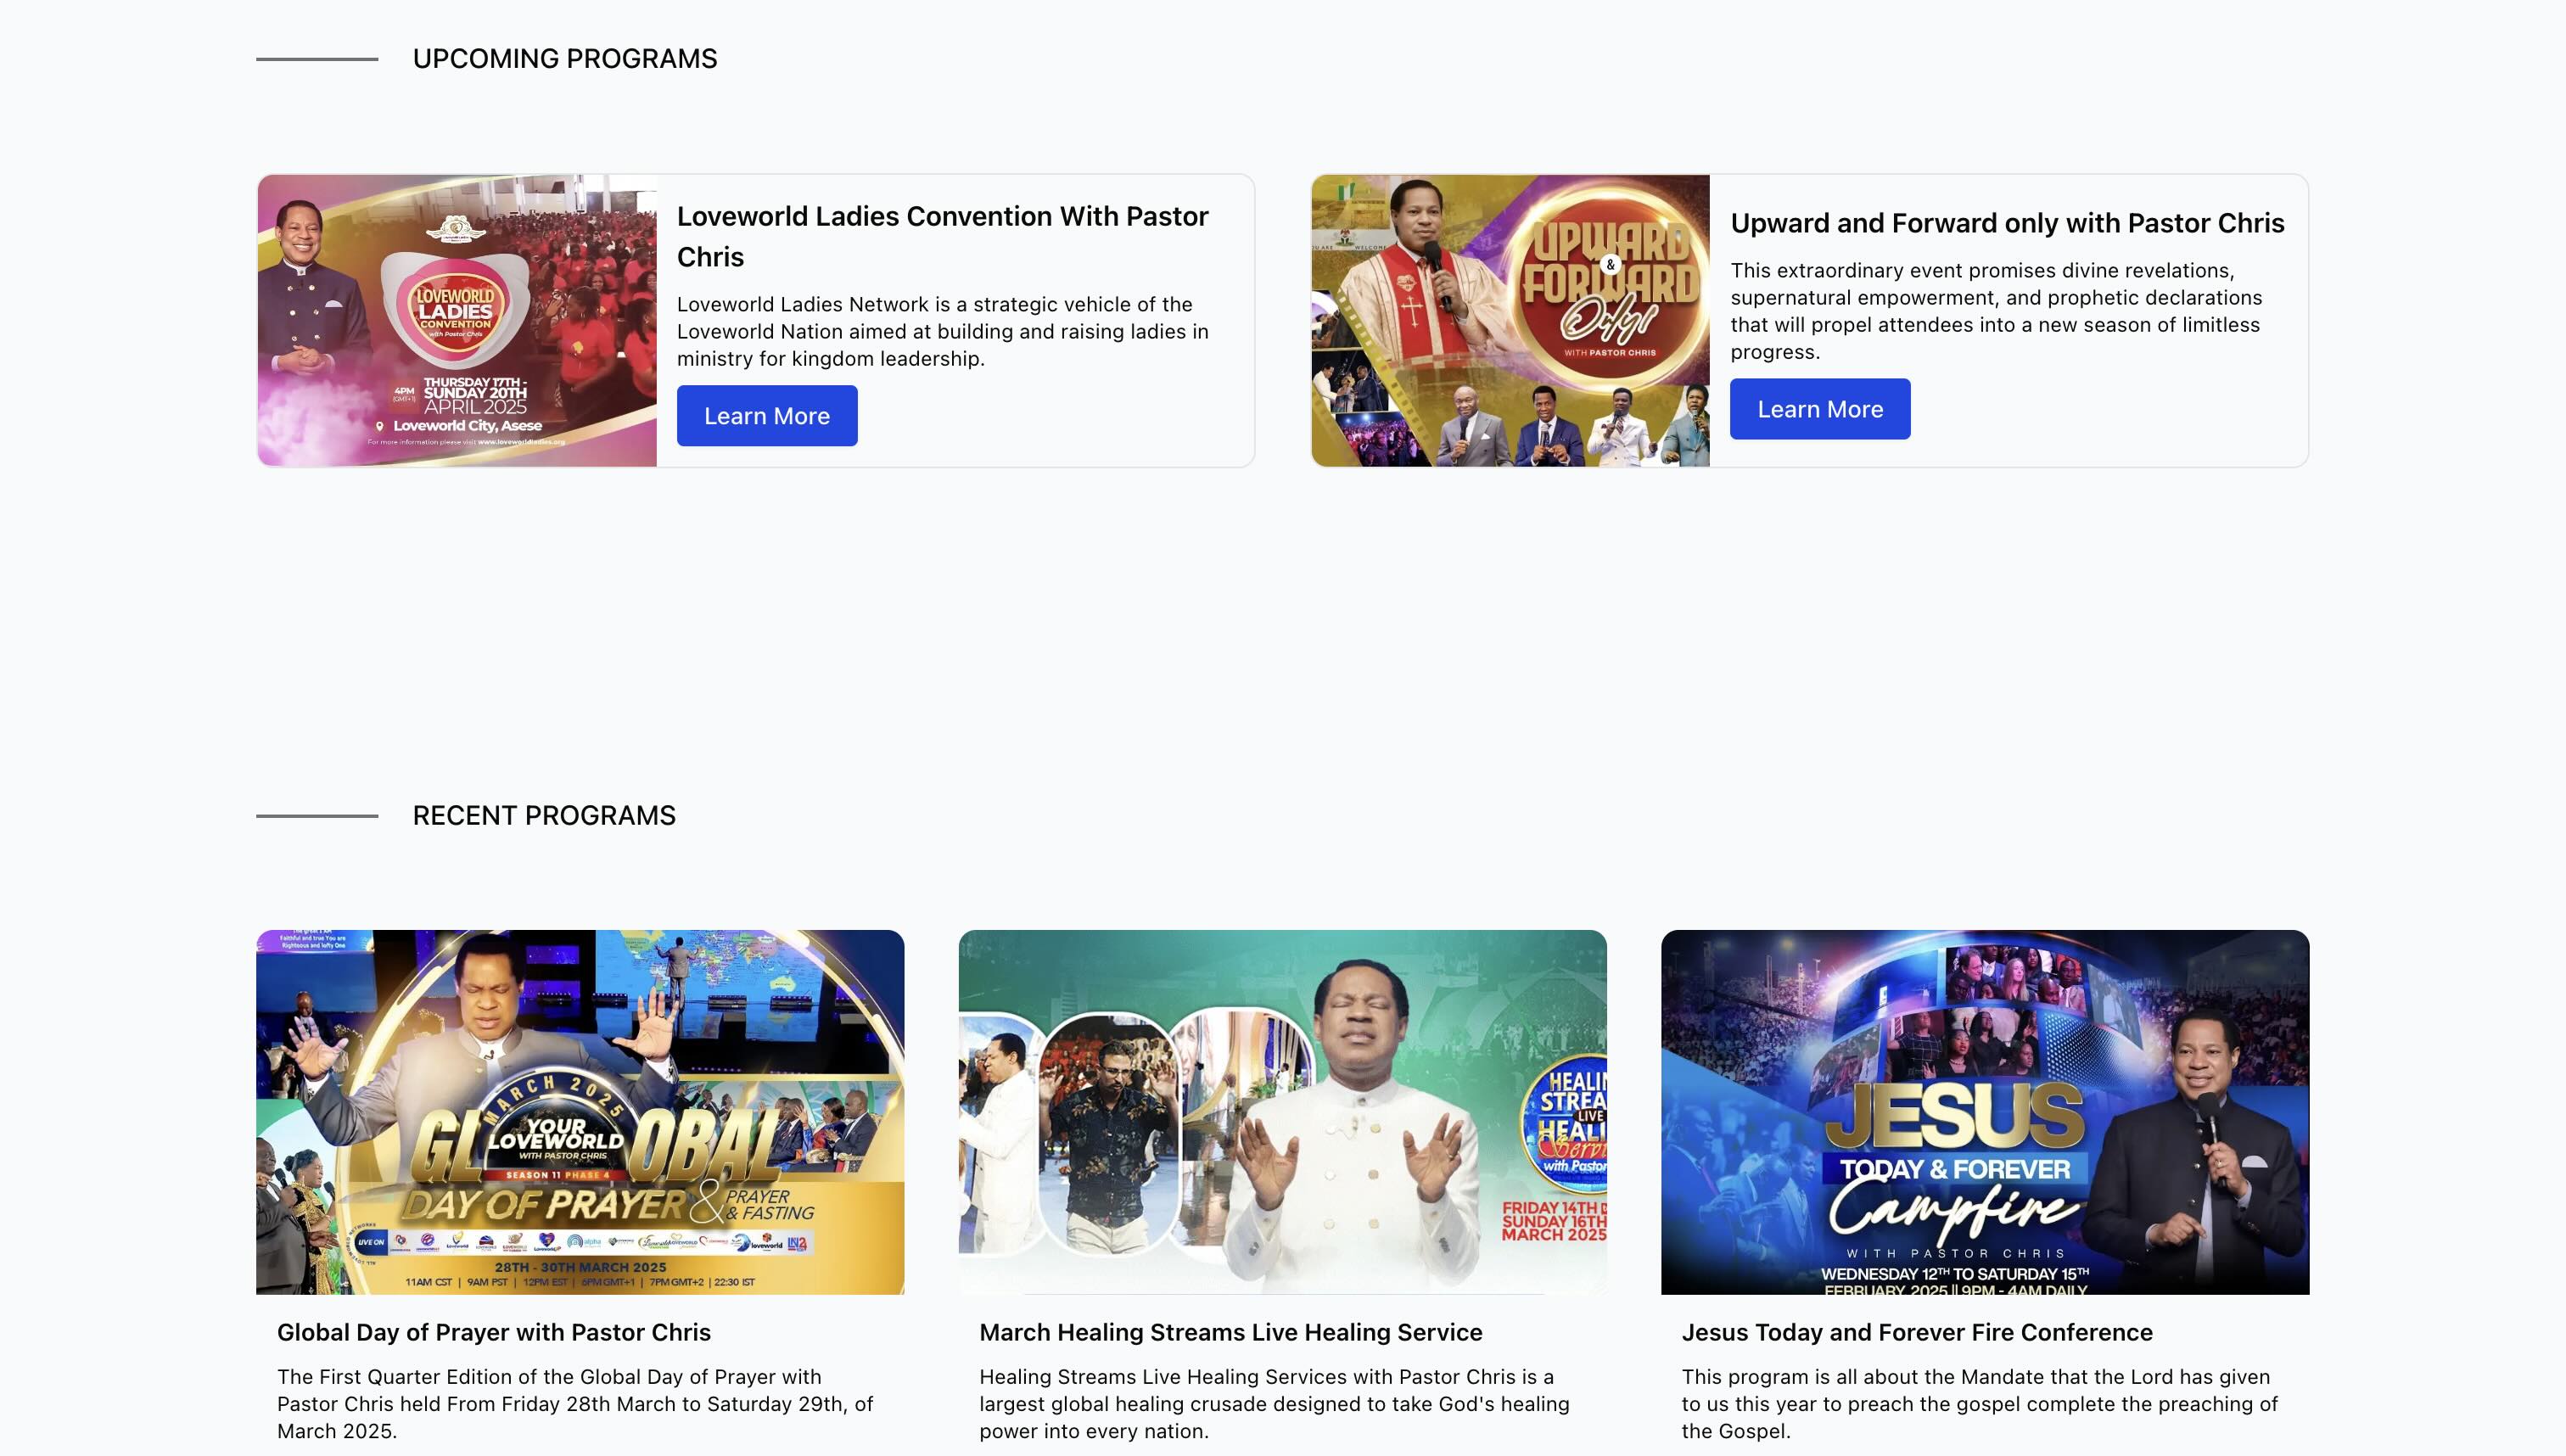 UPCOMING PROGRAMS
LOVEWORLD
LADIES
CONVENTION
with Pastor Chris
4PM
(GMT+1)
THURSDAY 17TH -
SUNDAY 20TH
APRIL 2025
Loveworld City, Asese
For more information please visit www.loveworldladies.org
Loveworld Ladies Convention With Pastor
Chris
Loveworld Ladies Network is a strategic vehicle of the
Loveworld Nation aimed at building and raising ladies in
ministry for kingdom leadership.
Learn More
WELCOME
UPWARD
&
FORWARD
Only!
WITH PASTOR CHRIS
Upward and Forward only with Pastor Chris
This extraordinary event promises divine revelations,
supernatural empowerment, and prophetic declarations
that will propel attendees into a new season of limitless
progress.
Learn More
RECENT PROGRAMS
Faithful and true You are
Righteous and lofty One
MARCH 2025
GLOBAL
YOUR
LOVEWORLD
WITH PASTOR CHRIS
SEASON 11 PHASE 4
DAY OF PRAYER & PRAYER
& FASTING
LIVE ON
28TH - 30TH MARCH 2025
11AM CST | 9AM PST | 12PM EST | 6PM GMT+1 | 7PM GMT+2 | 22:30 IST
Global Day of Prayer with Pastor Chris
The First Quarter Edition of the Global Day of Prayer with
Pastor Chris held From Friday 28th March to Saturday 29th, of
March 2025.
HEALIN
STREA
LIVE
HEALI
Servi
with Pastor
FRIDAY 14TH
SUNDAY 16TH
MARCH 2025
March Healing Streams Live Healing Service
Healing Streams Live Healing Services with Pastor Chris is a
largest global healing crusade designed to take God's healing
power into every nation.
JESUS
TODAY & FOREVER
Campfire
WITH PASTOR CHRIS
WEDNESDAY 12TH TO SATURDAY 15TH
FEBRUARY, 2025 || 9PM - 4AM DAILY
Jesus Today and Forever Fire Conference
This program is all about the Mandate that the Lord has given
to us this year to preach the gospel complete the preaching of
the Gospel.